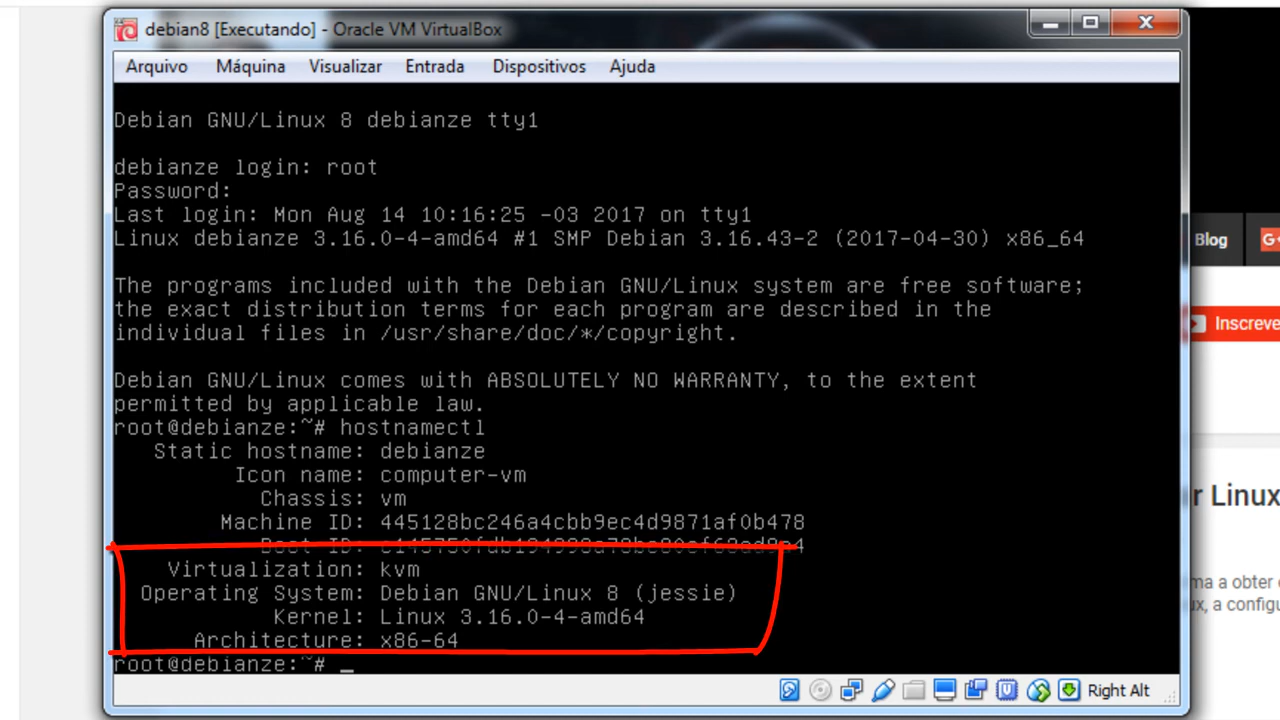 debian8 [Executando] - Oracle VM VirtualBox
Arquivo Máquina Visualizar Entrada Dispositivos Ajuda
Debian GNU/Linux 8 debianze tty1
debianze login: root
Password:
Last login: Mon Aug 14 10:16:25 -03 2017 on tty1
Linux debianze 3.16.0-4-amd64 #1 SMP Debian 3.16.43-2 (2017-04-30) x86_64
The programs included with the Debian GNU/Linux system are free software;
the exact distribution terms for each program are described in the
individual files in /usr/share/doc/*/copyright.
Debian GNU/Linux comes with ABSOLUTELY NO WARRANTY, to the extent
permitted by applicable law.
root@debianze:~# hostnamectl
Static hostname: debianze
Icon name: computer-vm
Chassis: vm
Machine ID: 445128bc246a4cbb9ec4d9871af0b478
Boot ID:
Virtualization: kvm
Operating System: Debian GNU/Linux 8 (jessie)
Kernel: Linux 3.16.0-4-amd64
Architecture: x86-64
root@debianze:~# _
Right Alt
Blog G+
Inscreve
r Linux
ma a obter
ux, a configu